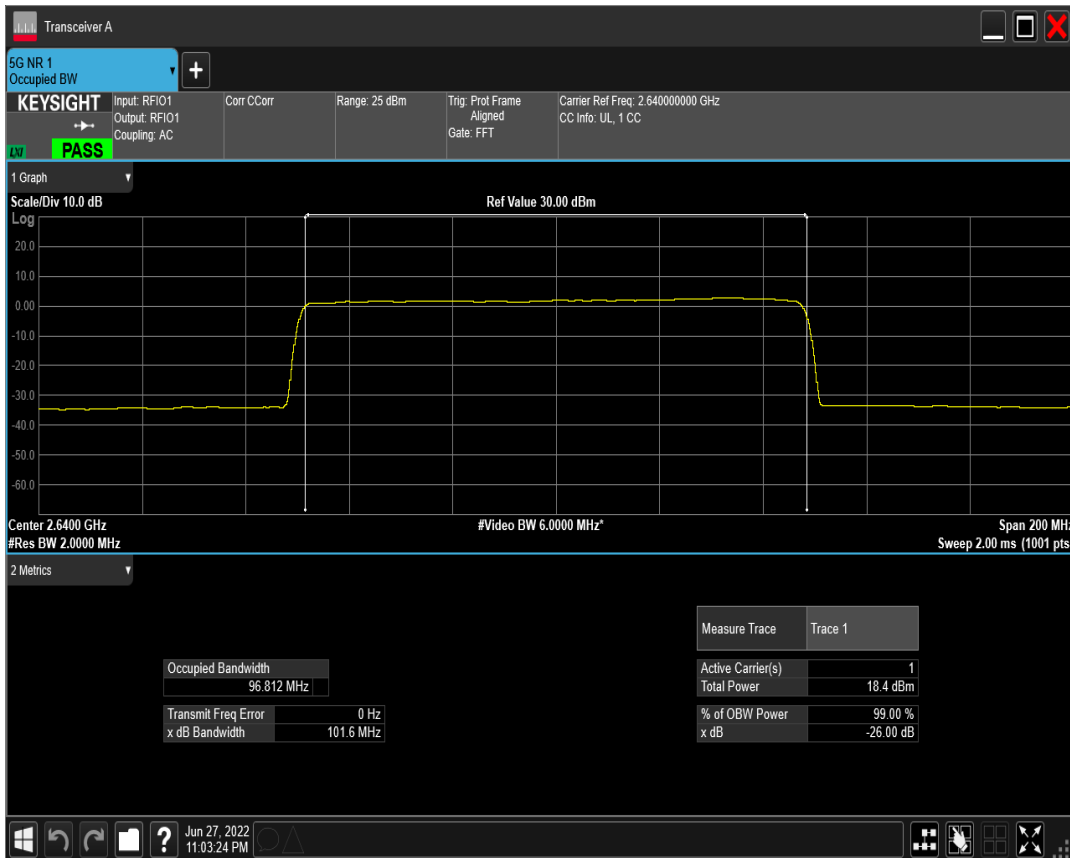 Transceiver A
5G NR 1
Occupied BW
+
KEYSIGHT
LXI
PASS
Input: RFIO1
Output: RFIO1
Coupling: AC
Corr CCorr
Range: 25 dBm
Trig: Prot Frame
Aligned
Gate: FFT
Carrier Ref Freq: 2.640000000 GHz
CC Info: UL, 1 CC
1 Graph
Scale/Div 10.0 dB
Ref Value 30.00 dBm
Log
20.0
10.0
0.00
-10.0
-20.0
-30.0
-40.0
-50.0
-60.0
Center 2.6400 GHz
#Video BW 6.0000 MHz*
Span 200 MHz
#Res BW 2.0000 MHz
Sweep 2.00 ms (1001 pts
2 Metrics
Measure Trace Trace 1
Occupied Bandwidth
96.812 MHz
Active Carrier(s) 1
Total Power 18.4 dBm
Transmit Freq Error 0 Hz
x dB Bandwidth 101.6 MHz
% of OBW Power 99.00 %
x dB -26.00 dB
?
Jun 27, 2022
11:03:24 PM